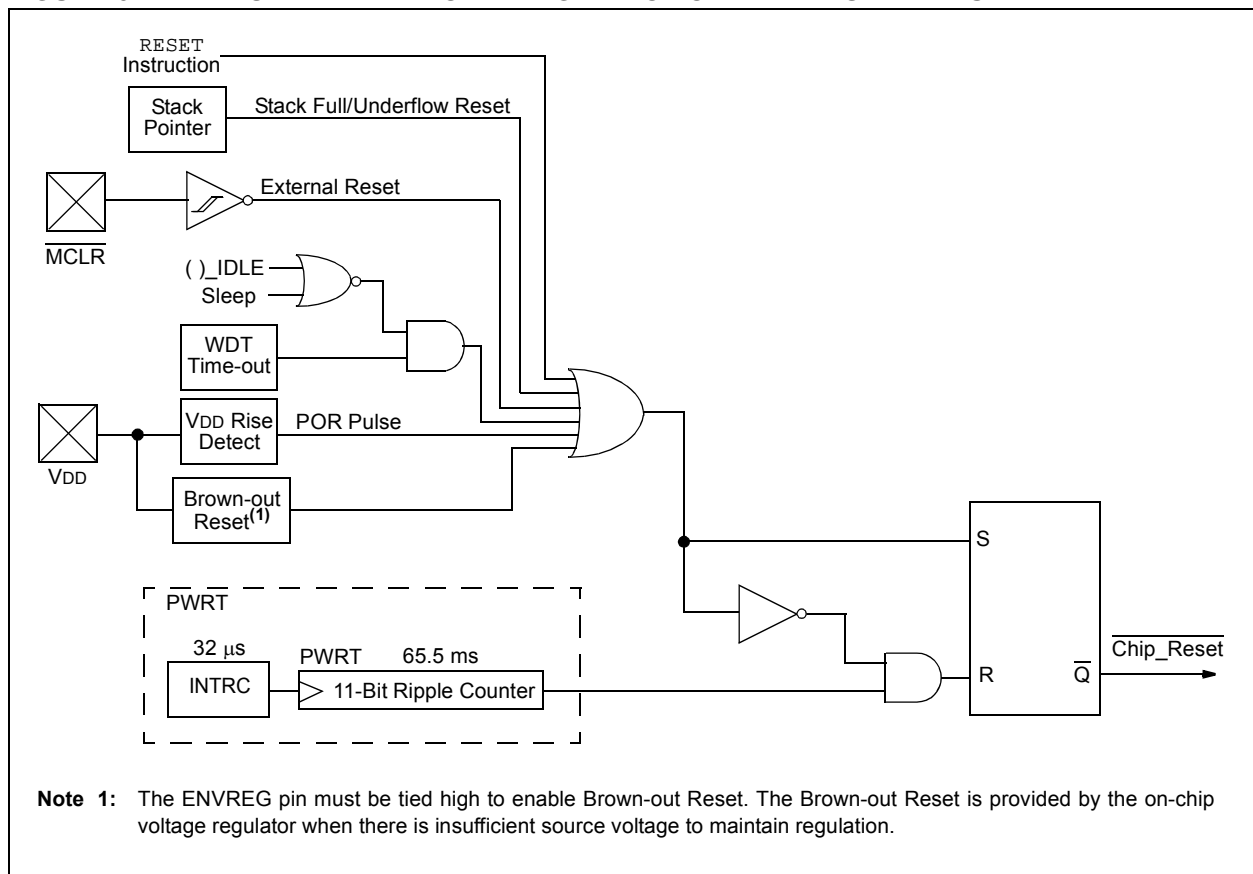 RESET
Instruction
Stack
Pointer
Stack Full/Underflow Reset
External Reset
MCLR
( )_IDLE
Sleep
WDT
Time-out
VDD Rise
Detect
POR Pulse
VDD
Brown-out
Reset(1)
S
PWRT
32 μs
PWRT
65.5 ms
INTRC
11-Bit Ripple Counter
R
Q
Chip_Reset
Note 1: The ENVREG pin must be tied high to enable Brown-out Reset. The Brown-out Reset is provided by the on-chip
voltage regulator when there is insufficient source voltage to maintain regulation.